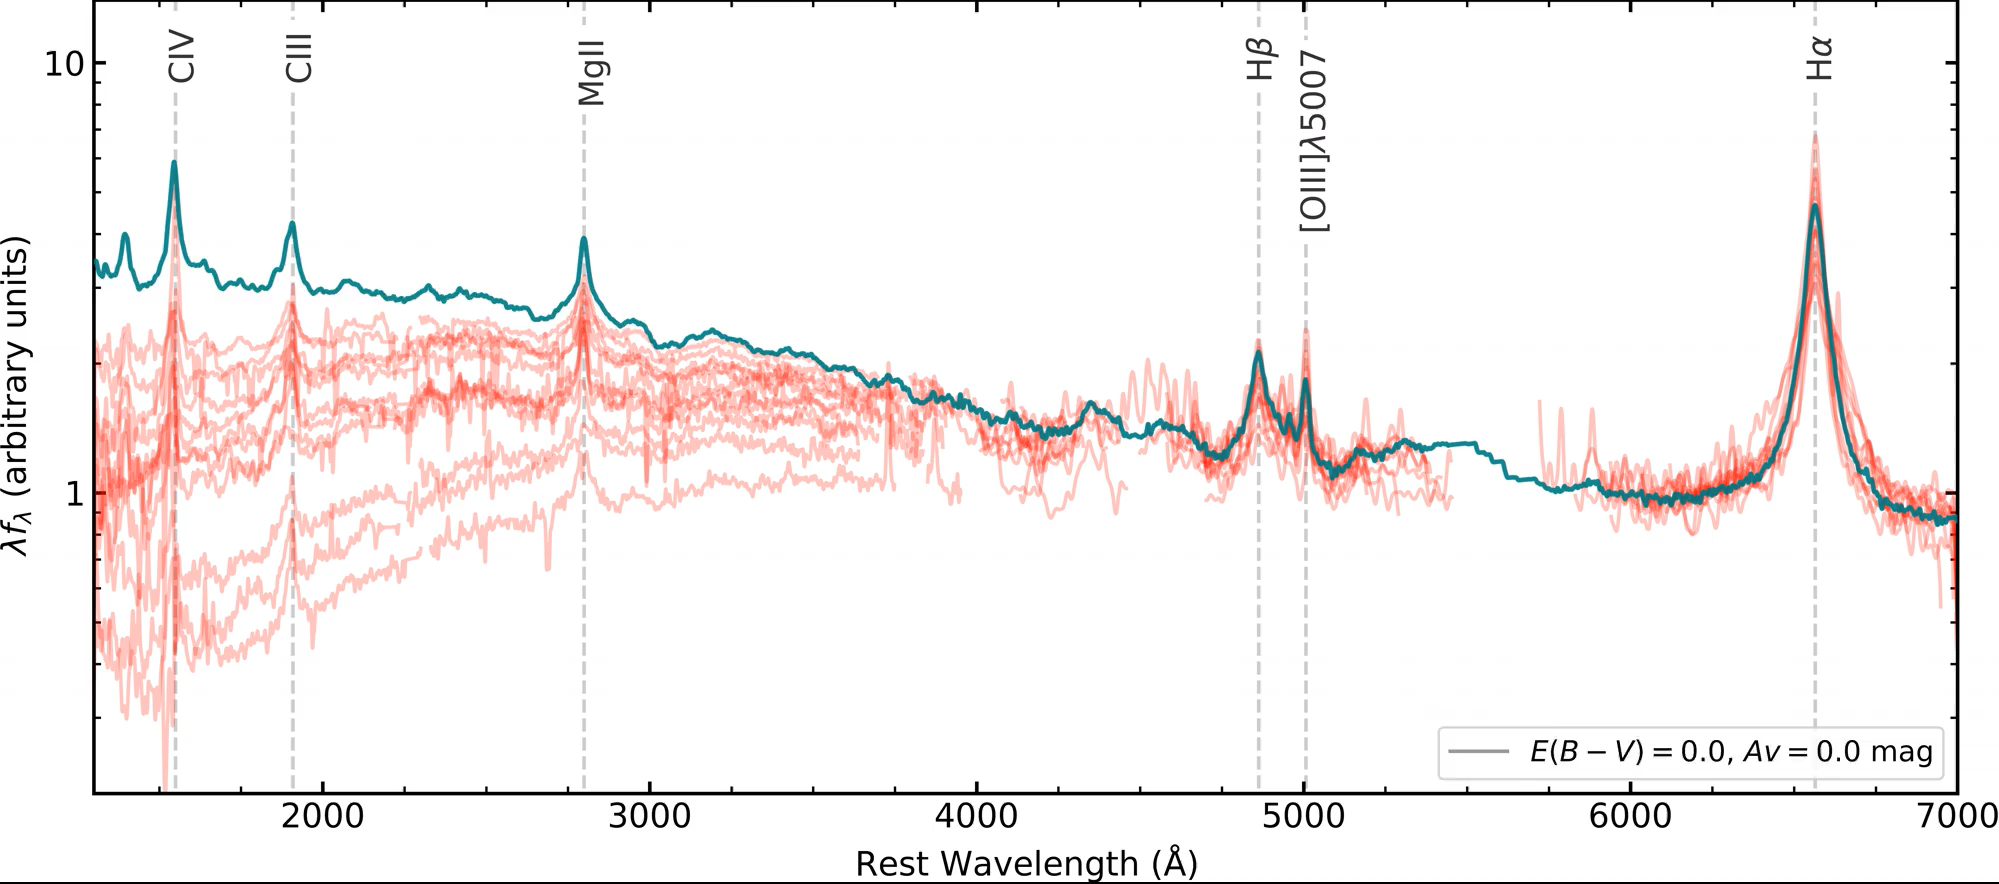 CIV
CIII
MgII
Hβ
[OIII]λ5007
Hα
10
1
λfλ (arbitrary units)
E(B − V) = 0.0, Av = 0.0 mag
2000
3000
4000
5000
6000
7000
Rest Wavelength (Å)